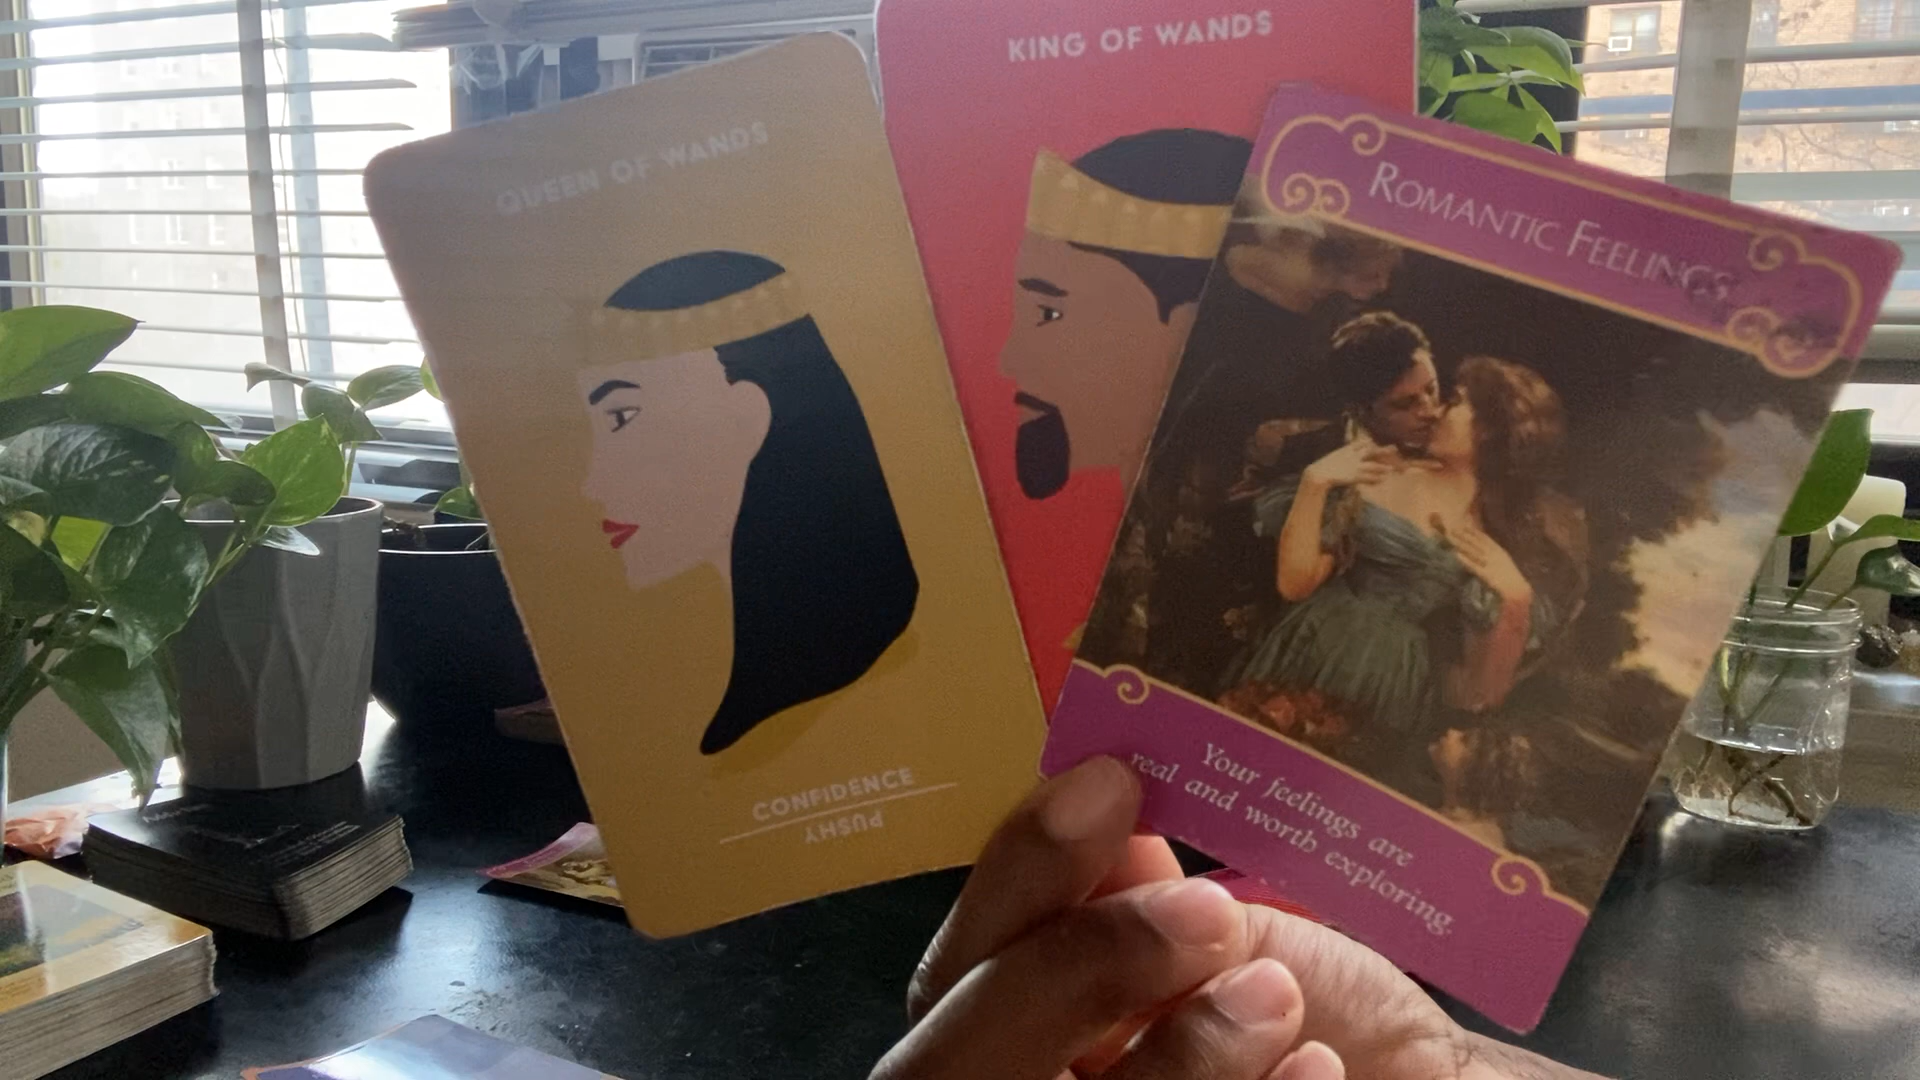 QUEEN OF WANDS
CONFIDENCE
PUSHY
KING OF WANDS
ROMANTIC FEELINGS
Your feelings are
real and worth exploring.